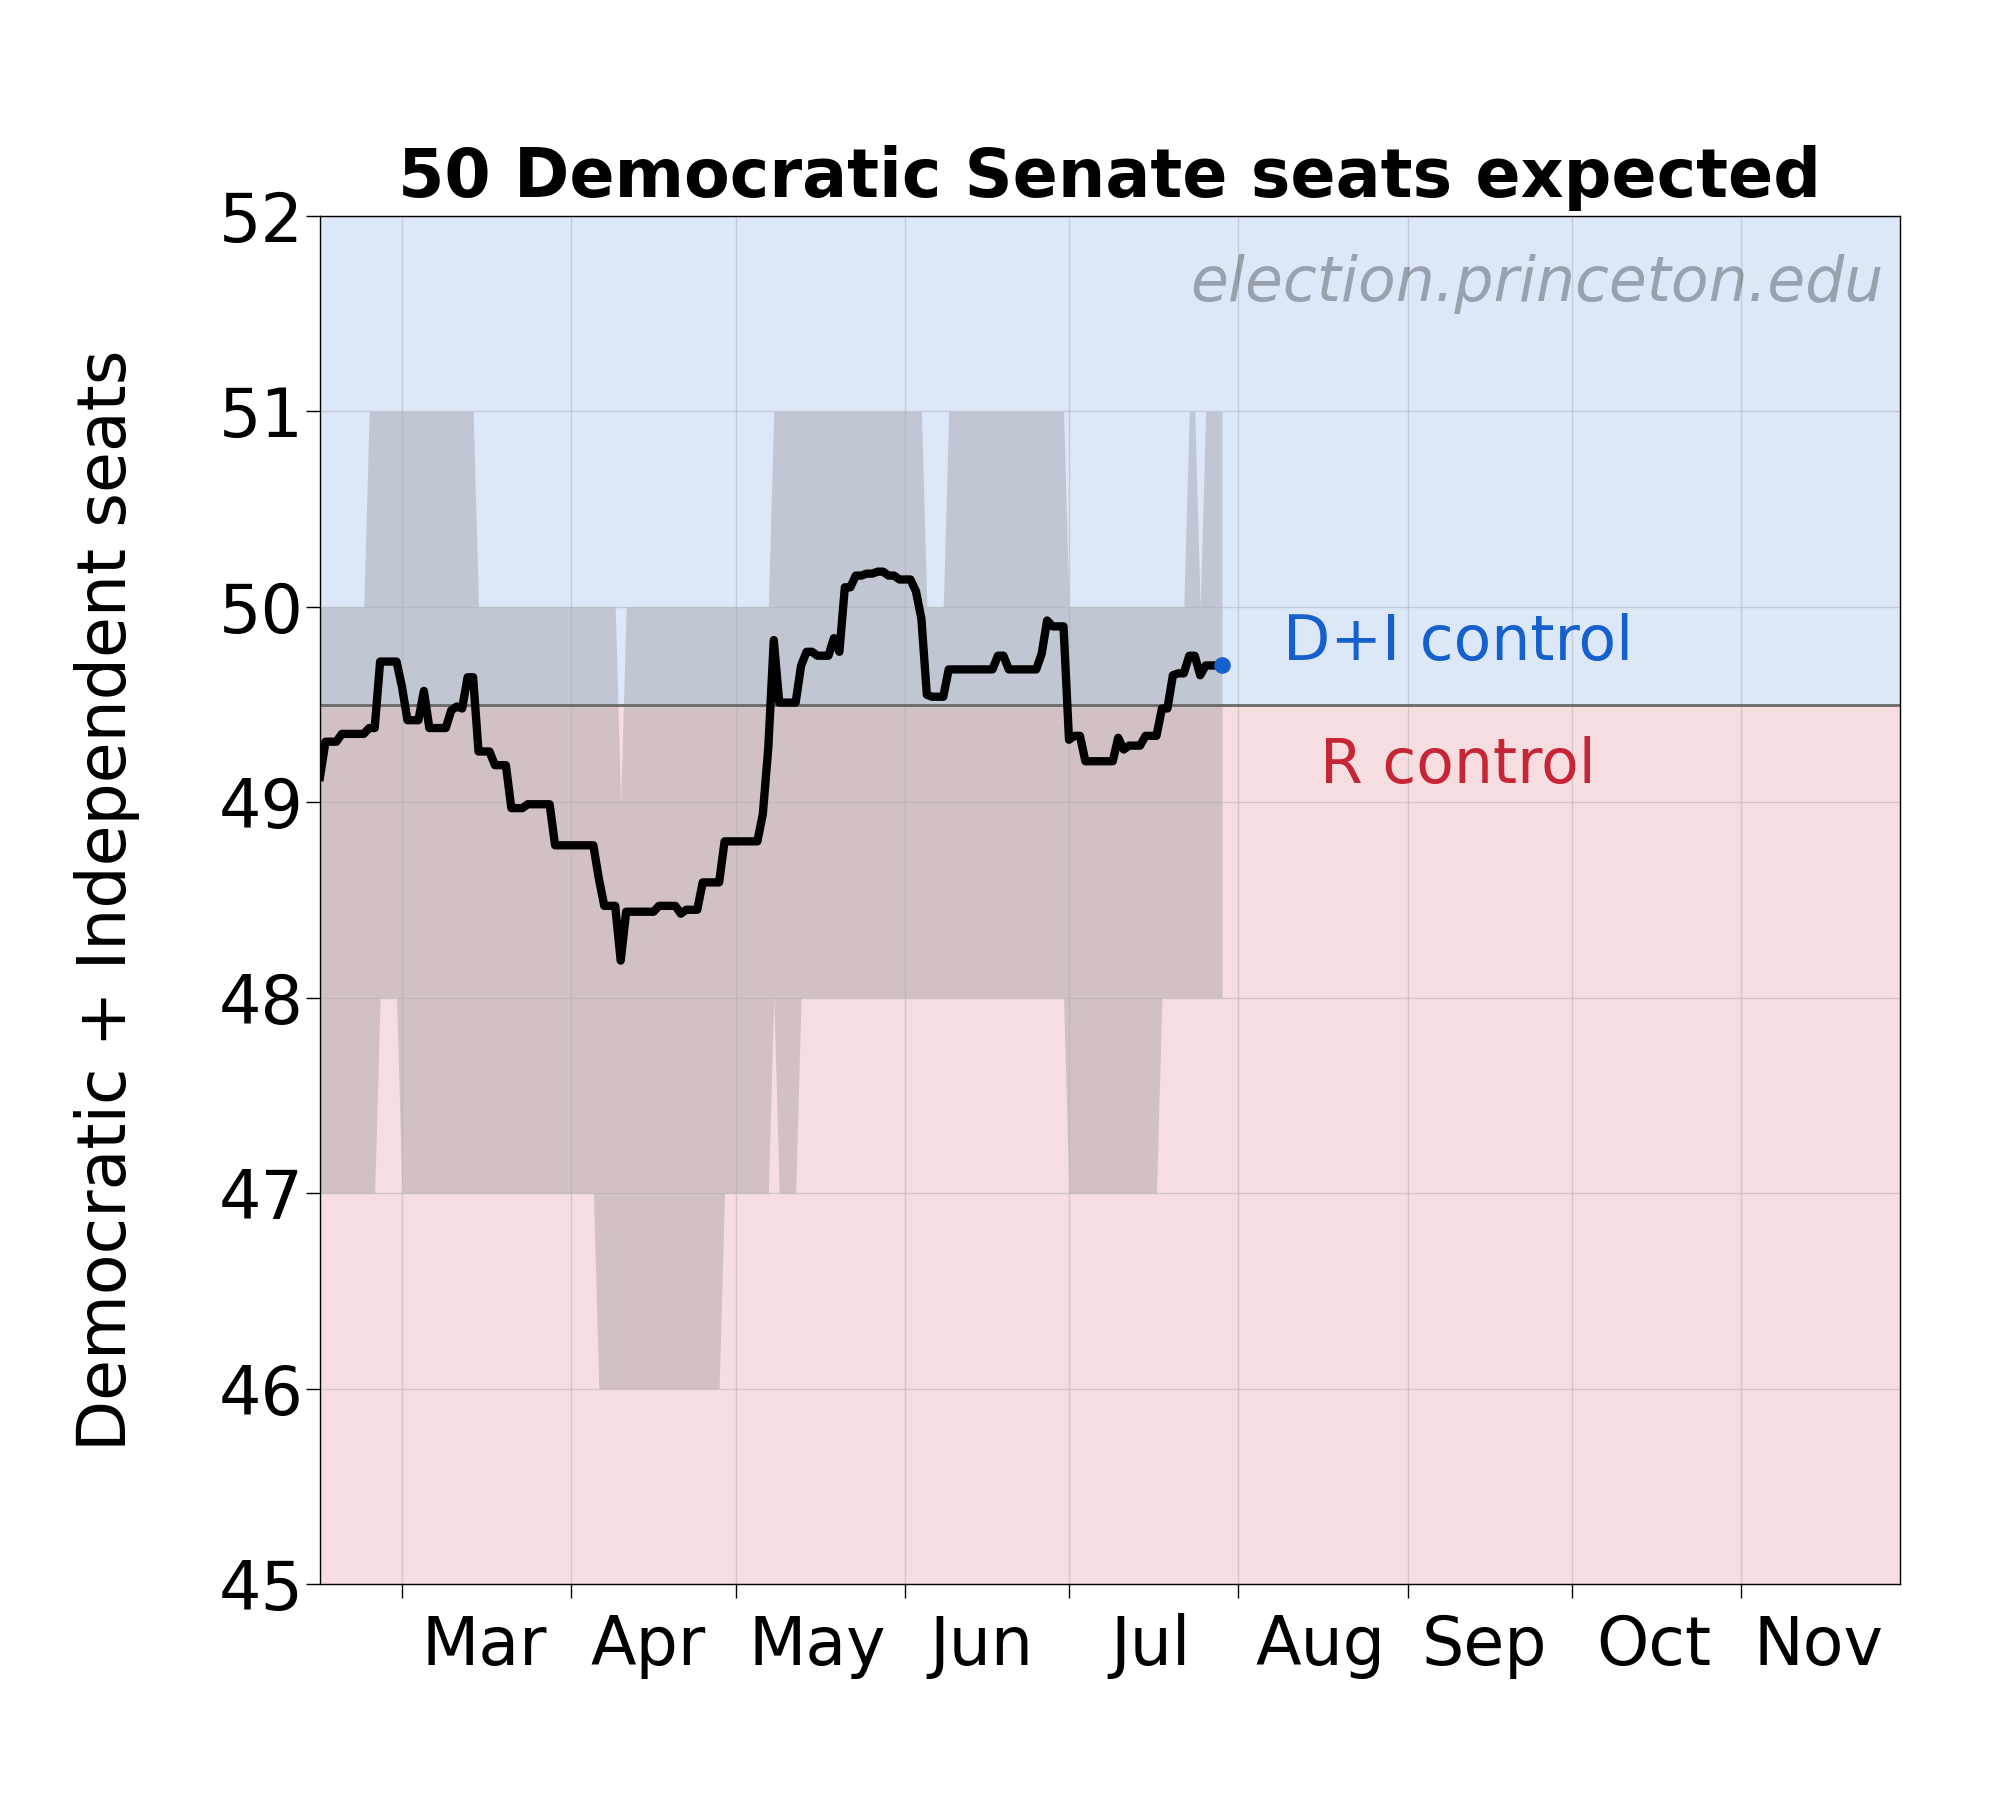 50 Democratic Senate seats expected
election.princeton.edu
Democratic + Independent seats
52
51
50
49
48
47
46
45
D+I control
R control
Mar Apr May Jun Jul Aug Sep Oct Nov